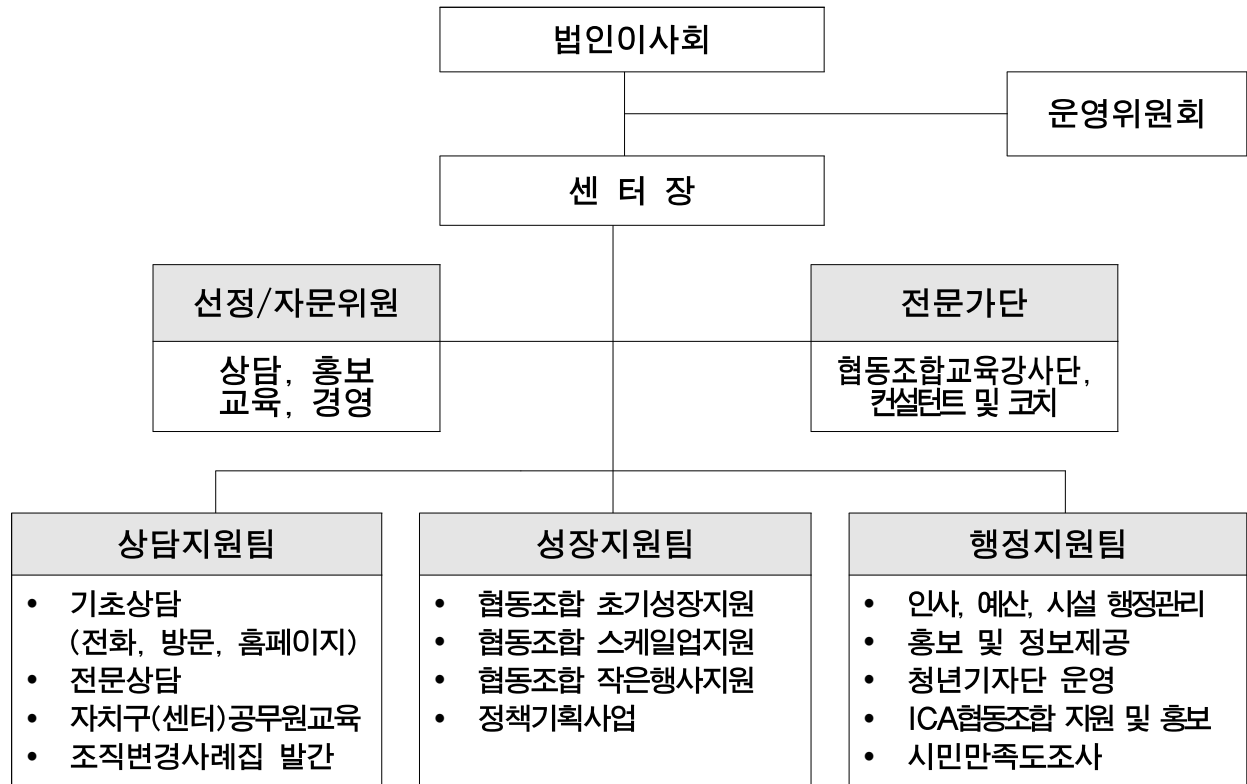 법인이사회
운영위원회
센 터 장
선정/자문위원
상담, 홍보
교육, 경영
전문가단
협동조합교육강사단,
컨설턴트 및 코치
상담지원팀
• 기초상담
(전화, 방문, 홈페이지)
• 전문상담
• 자치구(센터)공무원교육
• 조직변경사례집 발간
성장지원팀
• 협동조합 초기성장지원
• 협동조합 스케일업지원
• 협동조합 작은행사지원
• 정책기획사업
행정지원팀
• 인사, 예산, 시설 행정관리
• 홍보 및 정보제공
• 청년기자단 운영
• ICA협동조합 지원 및 홍보
• 시민만족도조사